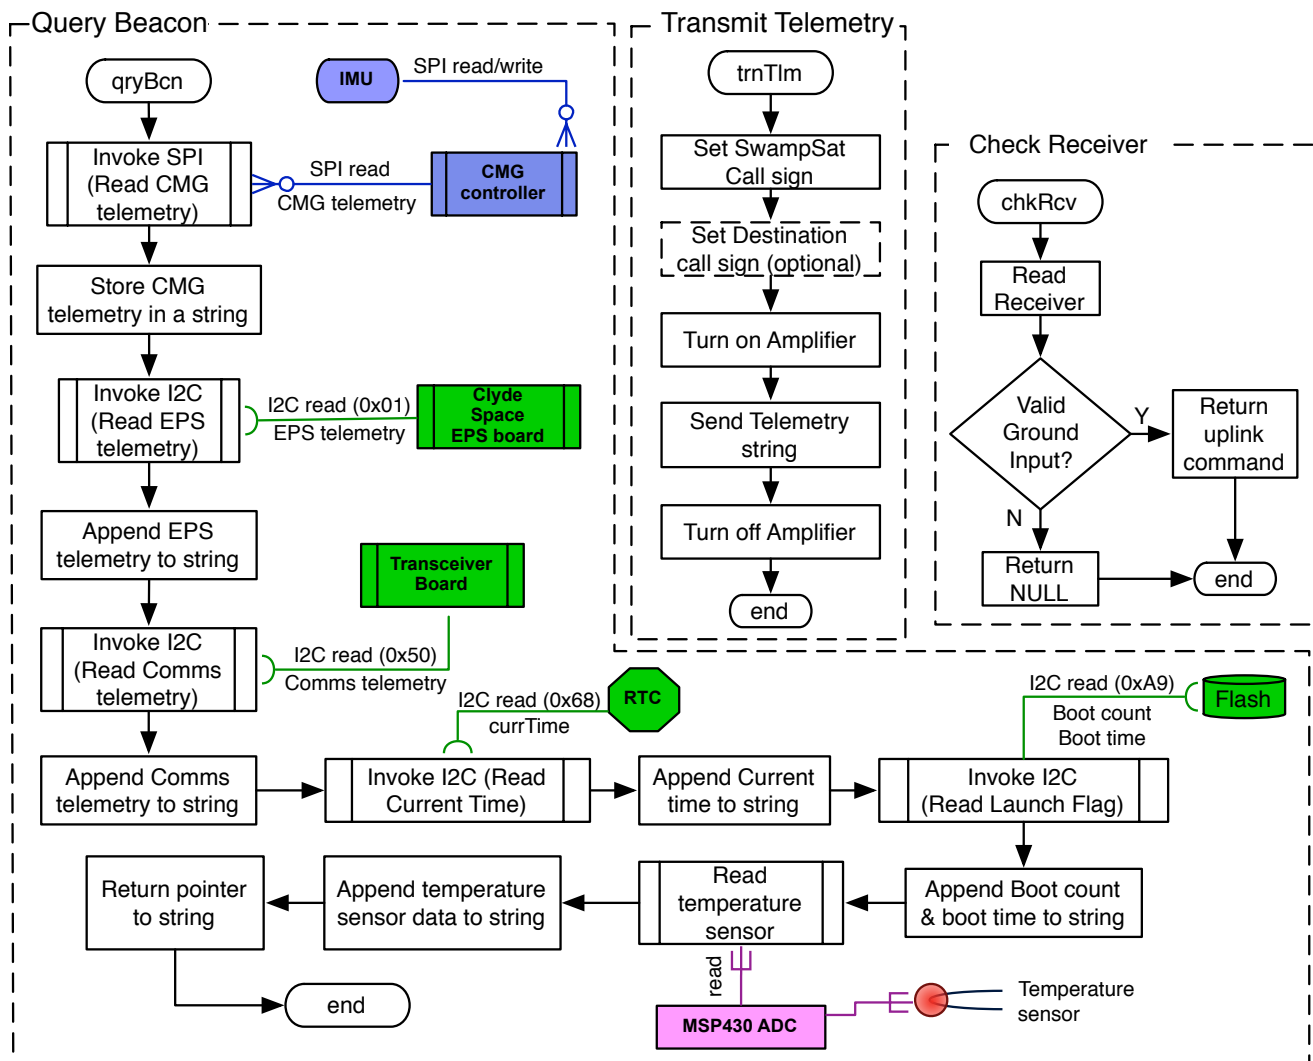 Query Beacon
qryBcn
IMU
SPI read/write
Invoke SPI
(Read CMG
telemetry)
SPI read
CMG telemetry
CMG
controller
Store CMG
telemetry in a string
Invoke I2C
(Read EPS
telemetry)
I2C read (0x01)
EPS telemetry
Clyde
Space
EPS board
Append EPS
telemetry to string
Transceiver
Board
Invoke I2C
(Read Comms
telemetry)
I2C read (0x50)
Comms telemetry
I2C read (0x68)
currTime
RTC
I2C read (0xA9)
Boot count
Boot time
Flash
Append Comms
telemetry to string
Invoke I2C (Read
Current Time)
Append Current
time to string
Invoke I2C
(Read Launch Flag)
Return pointer
to string
Append temperature
sensor data to string
Read
temperature
sensor
Append Boot count
& boot time to string
end
read
MSP430 ADC
Temperature
sensor
Transmit Telemetry
trnTlm
Set SwampSat
Call sign
Set Destination
call sign (optional)
Turn on Amplifier
Send Telemetry
string
Turn off Amplifier
end
Check Receiver
chkRcv
Read
Receiver
Valid
Ground
Input?
Y
Return
uplink
command
N
Return
NULL
end